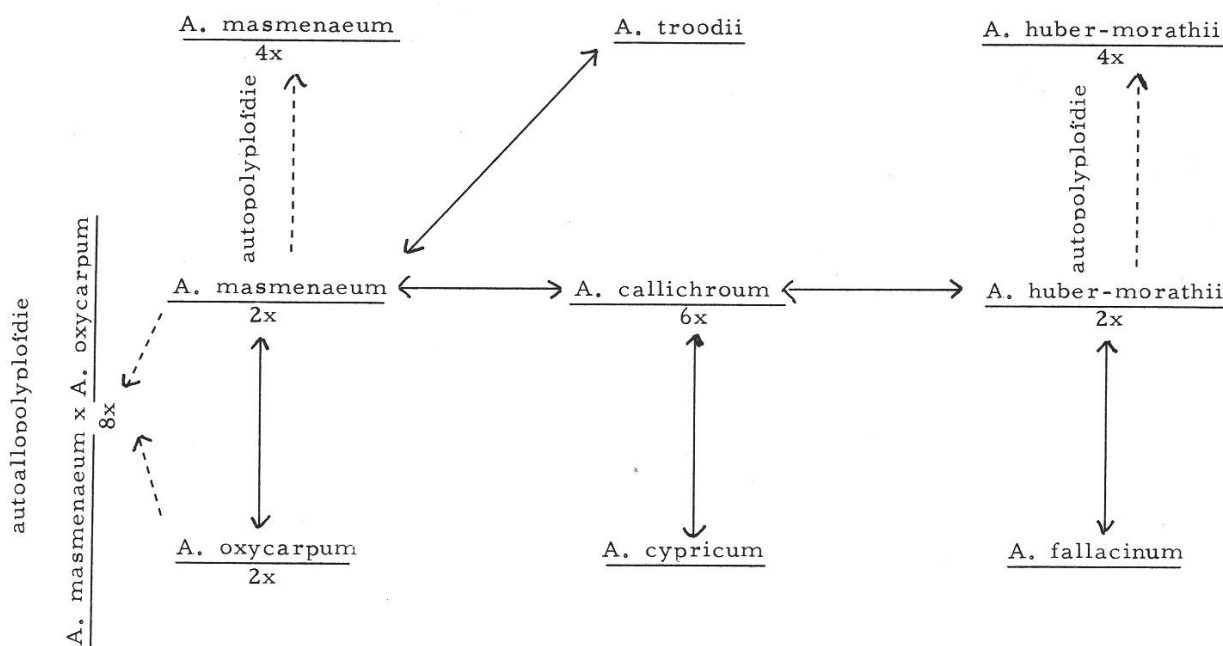 A. masmenaeum
4x
A. troodii
A. huber-morathii
4x
autopolyploïdie
autopolyploïdie
A. masmenaeum
2x
A. callichroum
6x
A. huber-morathii
2x
autoallopolyploïdie
A. masmenaeum x A. oxycarpum
8x
A. oxycarpum
2x
A. cypricum
A. fallacinum